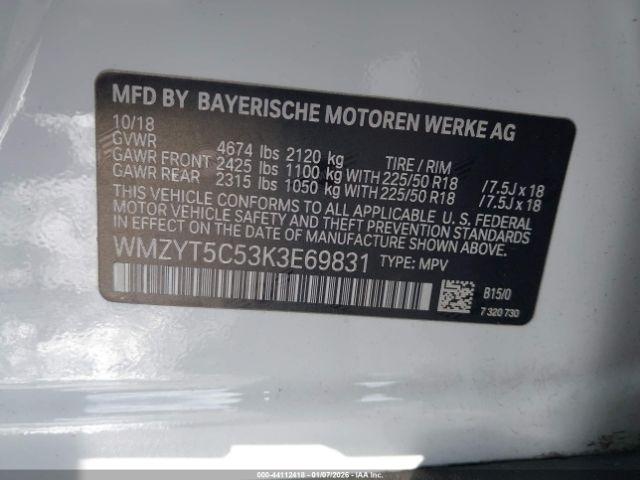 MFD BY BAYERISCHE MOTOREN WERKE AG
10/18
GVWR 4674 lbs 2120 kg TIRE / RIM
GAWR FRONT 2425 lbs 1100 kg WITH 225/50 R18 /7.5J x 18
GAWR REAR 2315 lbs 1050 kg WITH 225/50 R18 /7.5J x 18
THIS VEHICLE CONFORMS TO ALL APPLICABLE U. S. FEDERAL
MOTOR VEHICLE SAFETY, BUMPER, AND THEFT PREVENTION
STANDARDS IN EFFECT ON THE DATE OF MANUFACTURE SHOWN ABOVE.
WMZYT5C53K3E69831 TYPE: MPV
B15/0
7 320 730
000-44112418 - 01/07/2026 - IAA Inc.